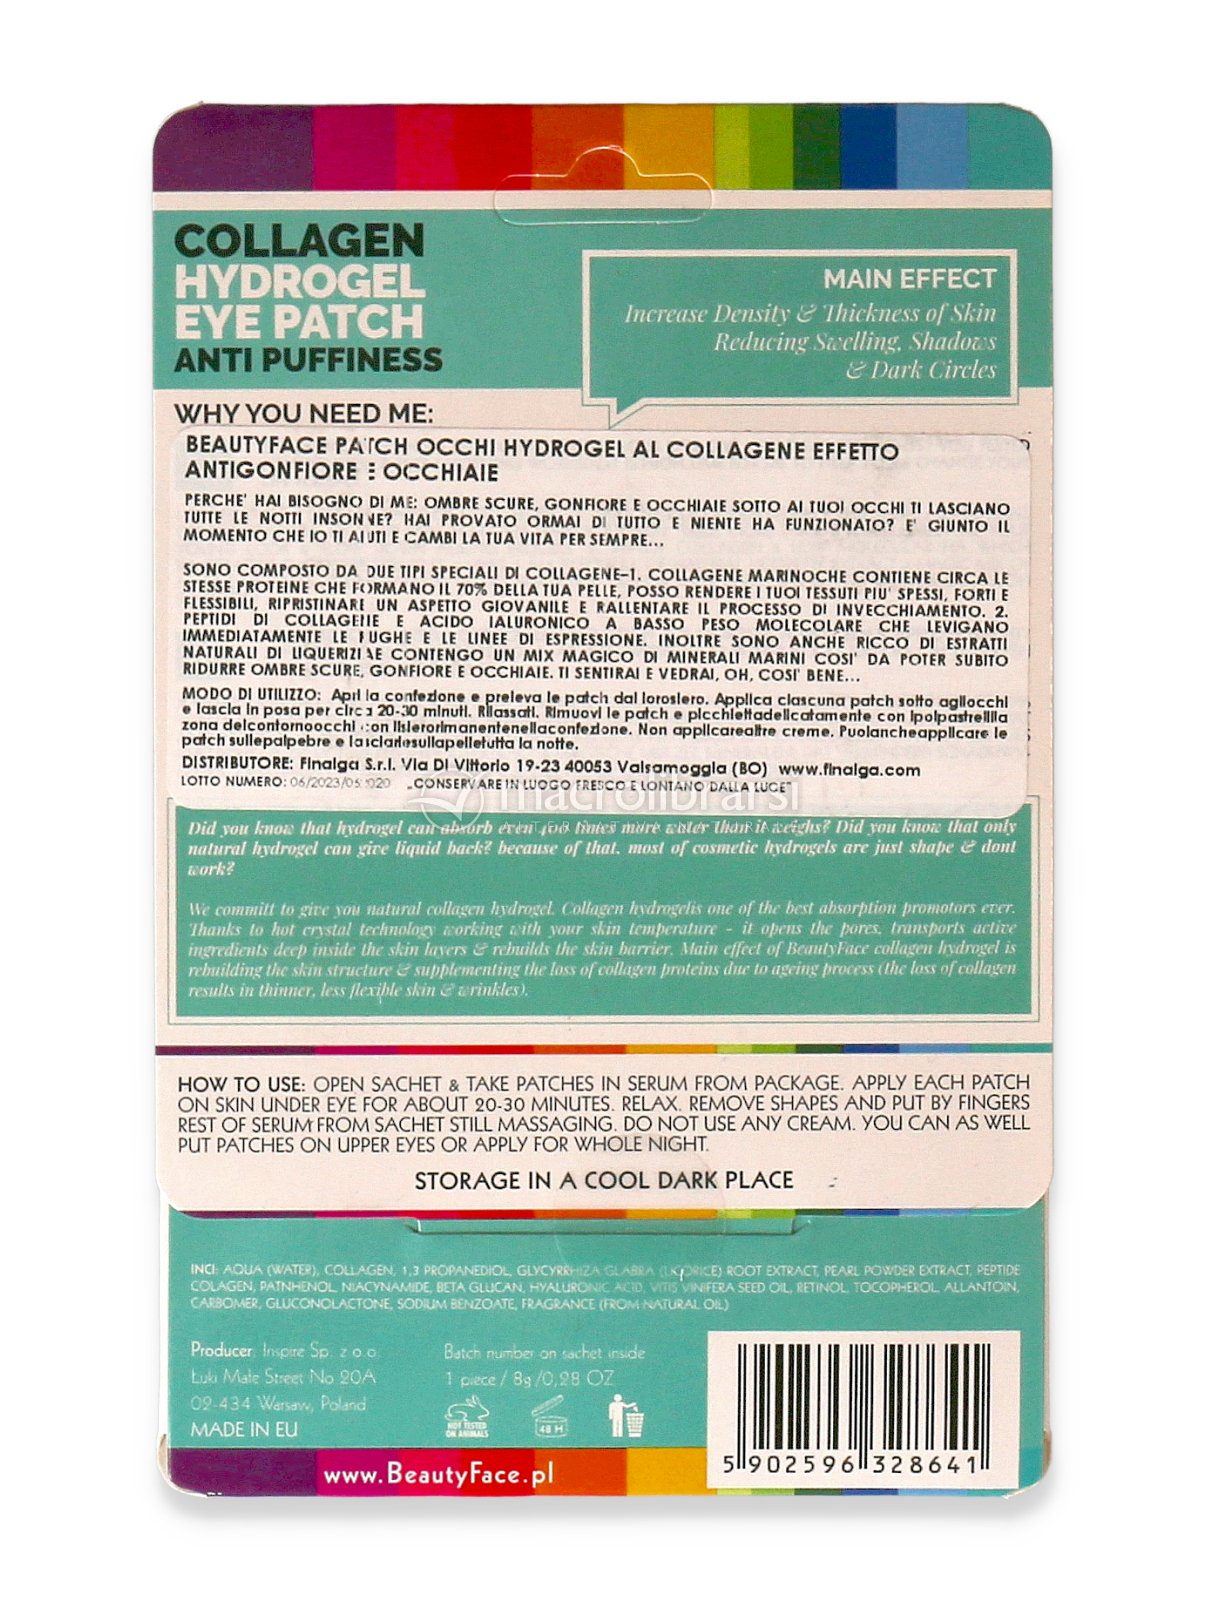 COLLAGEN
HYDROGEL
EYE PATCH
ANTI PUFFINESS
MAIN EFFECT
Increase Density & Thickness of Skin
Reducing Swelling, Shadows
& Dark Circles
WHY YOU NEED ME:
BEAUTYFACE PATCH OCCHI HYDROGEL AL COLLAGENE EFFETTO
ANTIGONFIORE E OCCHIAIE
PERCHE' HAI BISOGNO DI ME: OMBRE SCURE, GONFIORE E OCCHIAIE SOTTO AI TUOI OCCHI TI LASCIANO
TUTTE LE NOTTI INSONNE? HAI PROVATO ORMAI DI TUTTO E NIENTE HA FUNZIONATO? E' GIUNTO IL
MOMENTO CHE IO TI AIUTI E CAMBI LA TUA VITA PER SEMPRE...
SONO COMPOSTO DA DUE TIPI SPECIALI DI COLLAGENE–1. COLLAGENE MARINOCHE CONTIENE CIRCA LE
STESSE PROTEINE CHE FORMANO IL 70% DELLA TUA PELLE, POSSO RENDERE I TUOI TESSUTI PIU' SPESSI, FORTI E
FLESSIBILI, RIPRISTINARE UN ASPETTO GIOVANILE E RALLENTARE IL PROCESSO DI INVECCHIAMENTO. 2.
PEPTIDI DI COLLAGENE E ACIDO IALURONICO A BASSO PESO MOLECOLARE CHE LEVIGANO
IMMEDIATAMENTE LE RUGHE E LE LINEE DI ESPRESSIONE. INOLTRE SONO ANCHE RICCO DI ESTRATTI
NATURALI DI LIQUERIZIAE CONTENGO UN MIX MAGICO DI MINERALI MARINI COSI' DA POTER SUBITO
RIDURRE OMBRE SCURE, GONFIORE E OCCHIAIE. TI SENTIRAI E VEDRAI, OH, COSI' BENE...
MODO DI UTILIZZO: Apri la confezione e preleva le patch dal lorosiero. Applica ciascuna patch sotto agliocchi
e lascia in posa per circa 20-30 minuti. Rilassati. Rimuovi le patch e picchiettadelicatamente con ipolpastrellila
zona delcontornoocchi con ilsierorimanentenellaconfezione. Non applicarealtre creme. Puoiancheapplicare le
patch sullepalpebre e lasciarlesullapelletutta la notte.
DISTRIBUTORE: Finalga S.r.l. Via Di Vittorio 19-23 40053 Valsamoggia (BO) www.finalga.com
LOTTO NUMERO: 06/2023/05 1020 „CONSERVARE IN LUOGO FRESCO E LONTANO DALLA LUCE"
macrolibrarsi
Did you know that hydrogel can absorb even 400 times more water than it weighs? Did you know that only
natural hydrogel can give liquid back? because of that, most of cosmetic hydrogels are just shape & dont
work?
We committ to give you natural collagen hydrogel. Collagen hydrogelis one of the best absorption promotors ever.
Thanks to hot crystal technology working with your skin temperature - it opens the pores, transports active
ingredients deep inside the skin layers & rebuilds the skin barrier. Main effect of BeautyFace collagen hydrogel is
rebuilding the skin structure & supplementing the loss of collagen proteins due to ageing process (the loss of collagen
results in thinner, less flexible skin & wrinkles).
HOW TO USE: OPEN SACHET & TAKE PATCHES IN SERUM FROM PACKAGE. APPLY EACH PATCH
ON SKIN UNDER EYE FOR ABOUT 20-30 MINUTES. RELAX. REMOVE SHAPES AND PUT BY FINGERS
REST OF SERUM FROM SACHET STILL MASSAGING. DO NOT USE ANY CREAM. YOU CAN AS WELL
PUT PATCHES ON UPPER EYES OR APPLY FOR WHOLE NIGHT.
STORAGE IN A COOL DARK PLACE
INCI: AQUA (WATER), COLLAGEN, 1,3 PROPANEDIOL, GLYCYRRHIZA GLABRA (LICORICE) ROOT EXTRACT, PEARL POWDER EXTRACT, PEPTIDE
COLAGEN, PATNHENOL, NIACYNAMIDE, BETA GLUCAN, HYALURONIC ACID, VITIS VINIFERA SEED OIL, RETINOL, TOCOPHEROL, ALLANTOIN,
CARBOMER, GLUCONOLACTONE, SODIUM BENZOATE, FRAGRANCE (FROM NATURAL OIL)
Producer: Inspire Sp. z o.o.
Łuki Małe Street No 20A
02-434 Warsaw, Poland
MADE IN EU
Batch number on sachet inside
1 piece / 8g /0,28 OZ
NOT TESTED
ON ANIMALS
48 H
www.BeautyFace.pl
5 902596 328641